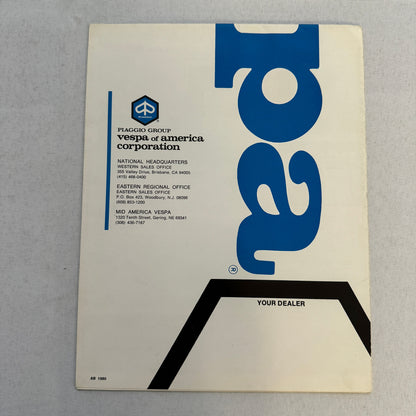 PIAGGIO GROUP
vespa of america
corporation
NATIONAL HEADQUARTERS
WESTERN SALES OFFICE
355 Valley Drive, Brisbane, CA 94005
(415) 468-0400
EASTERN REGIONAL OFFICE
EASTERN SALES OFFICE
P.O. Box 423, Woodbury, N.J. 08096
(609) 853-1200
MID AMERICA VESPA
1320 Tenth Street, Gering, NE 69341
(308) 436-7187
pa
®
YOUR DEALER